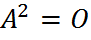 A² = O